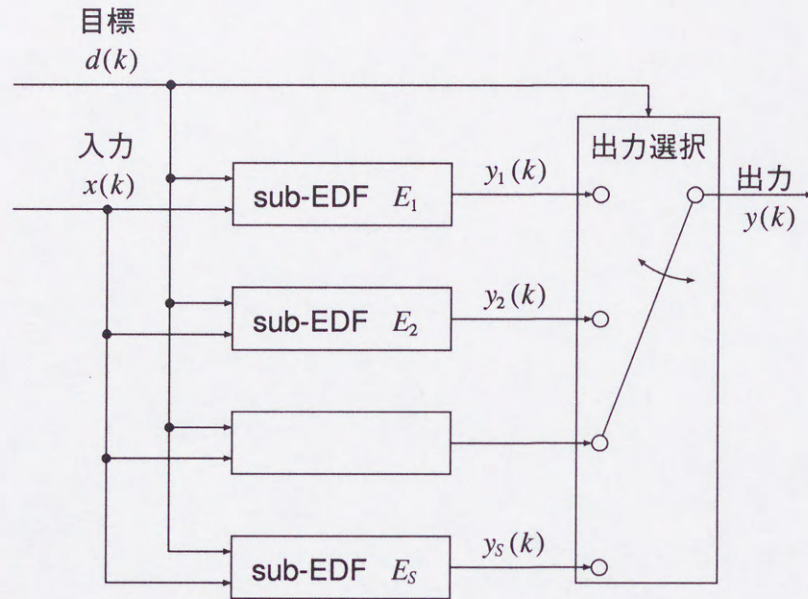 目標
d(k)
入力
x(k)
sub-EDF E₁
y₁(k)
出力選択
出力
y(k)
sub-EDF E₂
y₂(k)
sub-EDF E_S
y_S(k)